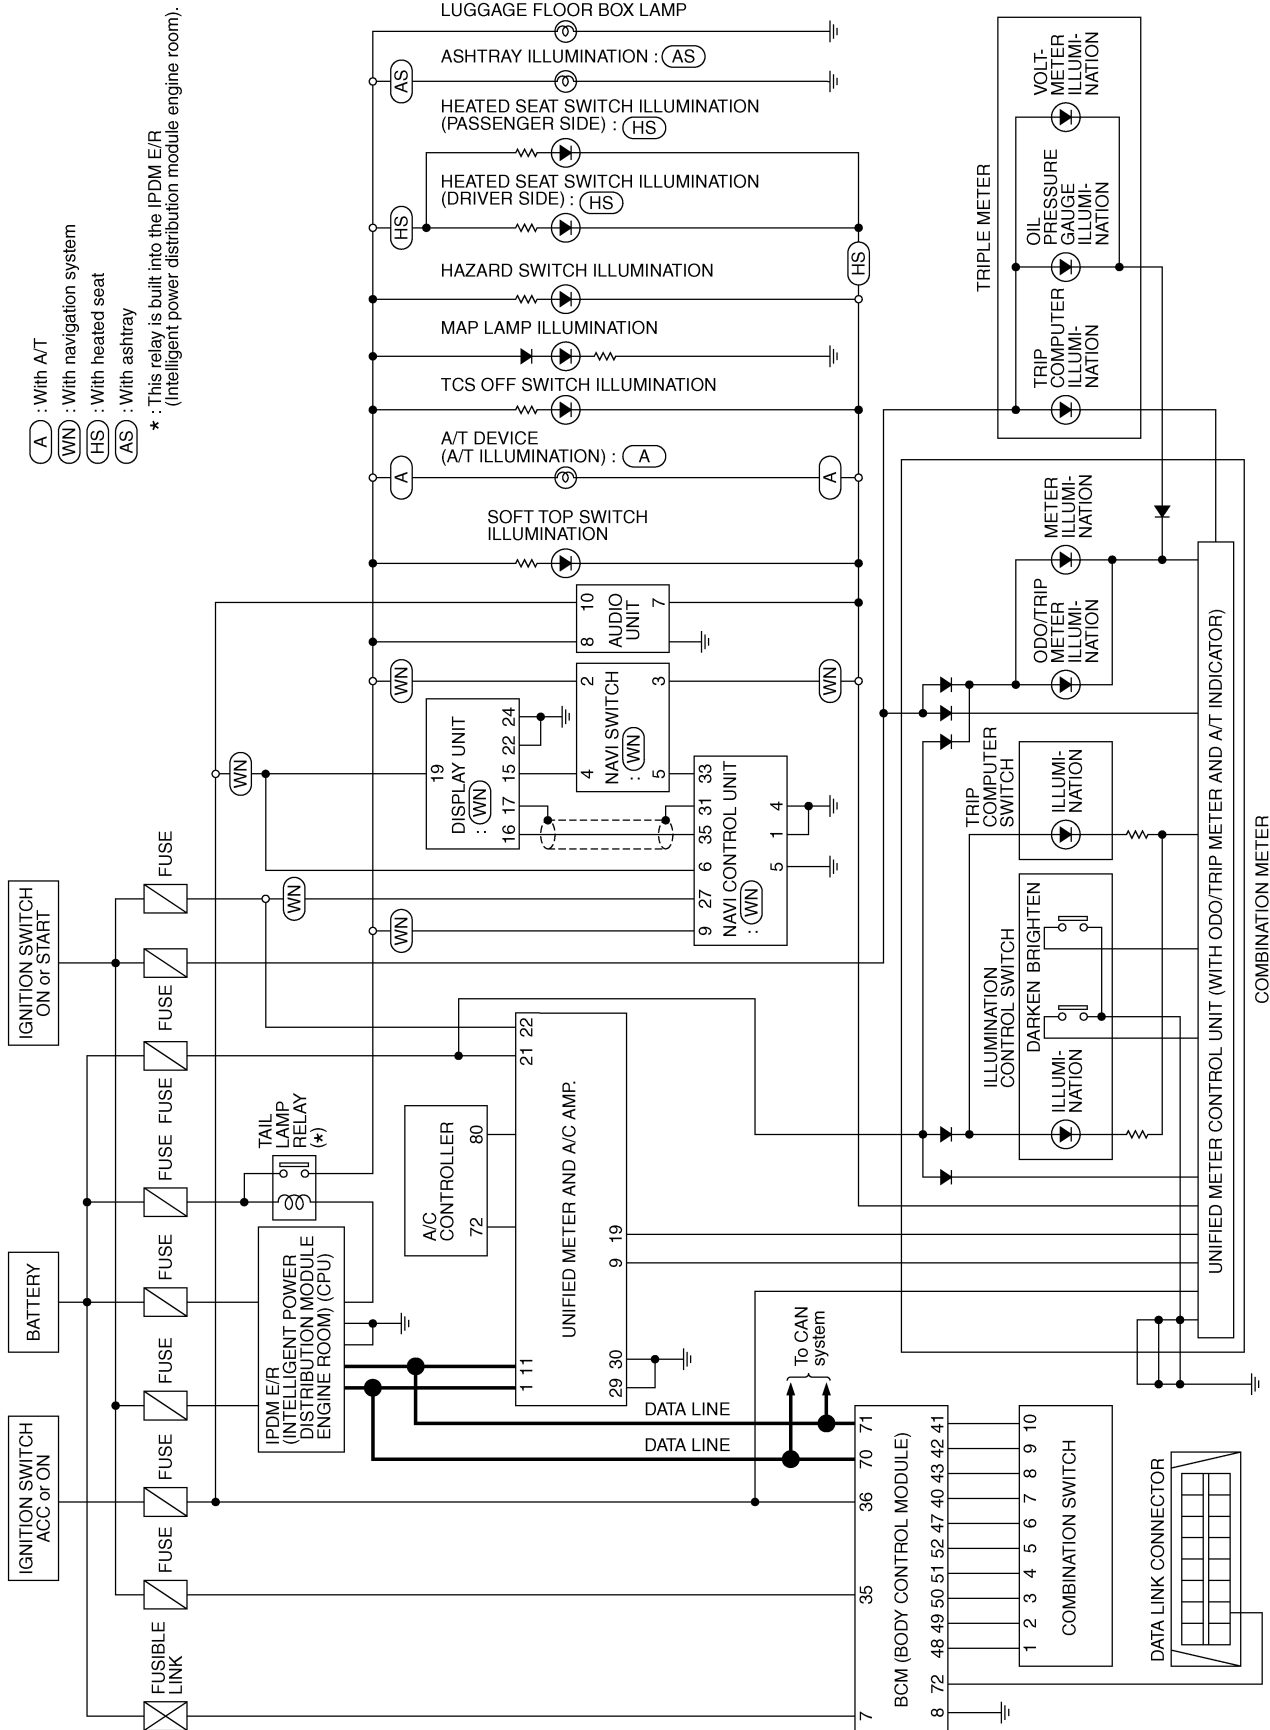 LUGGAGE FLOOR BOX LAMP
ASHTRAY ILLUMINATION : AS
AS
HEATED SEAT SWITCH ILLUMINATION
(PASSENGER SIDE) : HS
HEATED SEAT SWITCH ILLUMINATION
(DRIVER SIDE) : HS
HS
HS
HAZARD SWITCH ILLUMINATION
MAP LAMP ILLUMINATION
TCS OFF SWITCH ILLUMINATION
A/T DEVICE
(A/T ILLUMINATION) : A
A
A
SOFT TOP SWITCH
ILLUMINATION
A : With A/T
WN : With navigation system
HS : With heated seat
AS : With ashtray
* : This relay is built into the IPDM E/R
(Intelligent power distribution module engine room).
TRIPLE METER
VOLT-
METER
ILLUMI-
NATION
OIL
PRESSURE
GAUGE
ILLUMI-
NATION
TRIP
COMPUTER
ILLUMI-
NATION
METER
ILLUMI-
NATION
ODO/TRIP
METER
ILLUMI-
NATION
10
8
7
AUDIO
UNIT
WN
WN
2
3
4
5
NAVI SWITCH
: WN
19
24
22
15
17
16
DISPLAY UNIT
: WN
WN
33
31
35
6
27
9
4
1
5
NAVI CONTROL UNIT
: WN
WN
WN
TRIP
COMPUTER
SWITCH
ILLUMI-
NATION
ILLUMINATION
CONTROL SWITCH
DARKEN BRIGHTEN
ILLUMI-
NATION
UNIFIED METER CONTROL UNIT (WITH ODO/TRIP METER AND A/T INDICATOR)
COMBINATION METER
IGNITION SWITCH
ON or START
BATTERY
IGNITION SWITCH
ACC or ON
FUSE
FUSE
FUSE
FUSE
FUSE
FUSE
FUSE
FUSE
FUSIBLE
LINK
TAIL
LAMP
RELAY
(*)
IPDM E/R
(INTELLIGENT POWER
DISTRIBUTION MODULE
ENGINE ROOM) (CPU)
A/C
CONTROLLER
80
72
22
21
UNIFIED METER AND A/C AMP.
19
9
11
1
30
29
DATA LINE
DATA LINE
To CAN
system
71
70
36
35
7
BCM (BODY CONTROL MODULE)
41
42
43
40
47
52
51
50
49
48
72
8
10
9
8
7
6
5
4
3
2
1
COMBINATION SWITCH
DATA LINK CONNECTOR